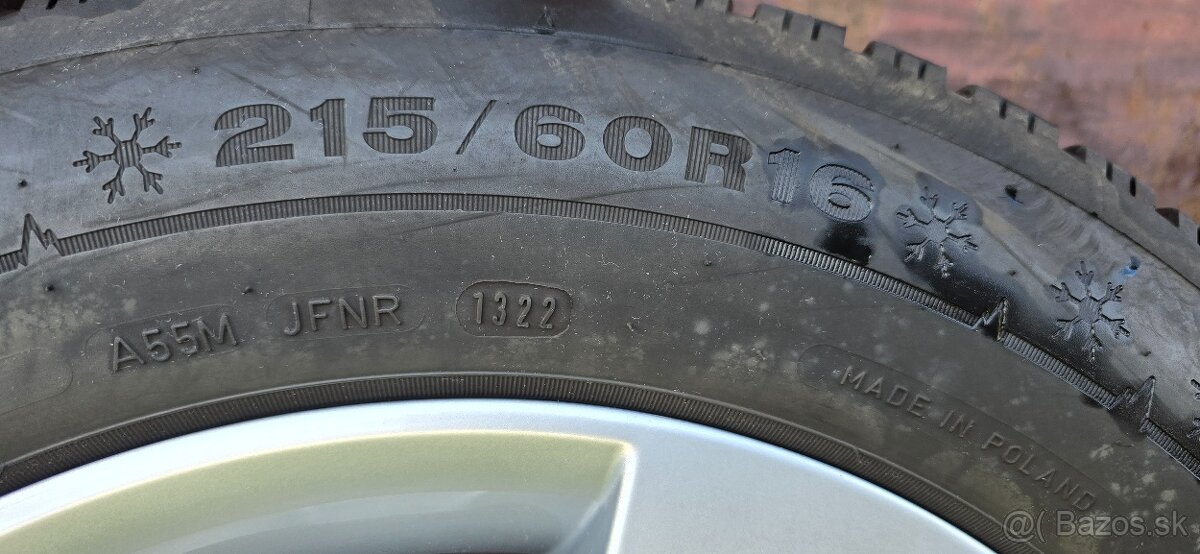 215/60R16
A55M JFNR 1322
MADE IN POLAND
@( Bazos.sk